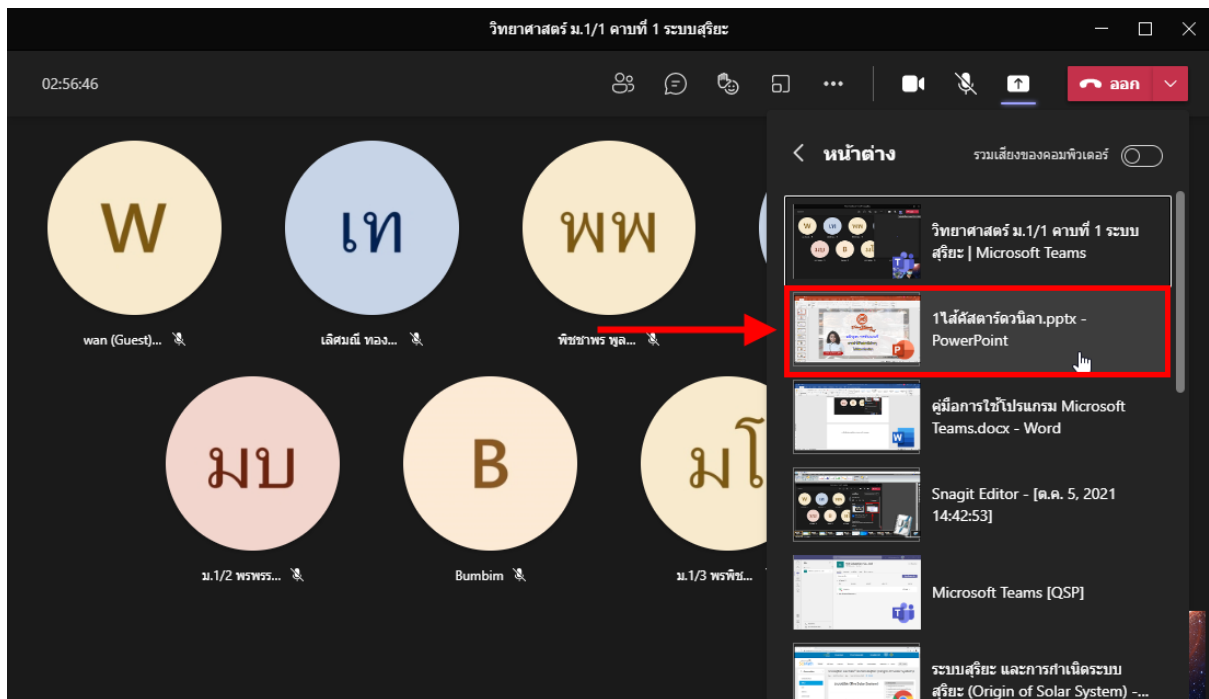 วิทยาศาสตร์ ม.1/1 คาบที่ 1 ระบบสุริยะ
02:56:46
ออก
หน้าต่าง
รวมเสียงของคอมพิวเตอร์
W
เท
พพ
wan (Guest)...
เลิศมณี ทอง...
พิชชาพร พูล...
มบ
B
มโ
ม.1/2 พรพรร...
Bumbim
ม.1/3 พรพิช...
วิทยาศาสตร์ ม.1/1 คาบที่ 1 ระบบ
สุริยะ | Microsoft Teams
1ไส้คัสตาร์ดวนิลา.pptx -
PowerPoint
คู่มือการใช้โปรแกรม Microsoft
Teams.docx - Word
Snagit Editor - [ต.ค. 5, 2021
14:42:53]
Microsoft Teams [QSP]
ระบบสุริยะ และการกำเนิดระบบ
สุริยะ (Origin of Solar System) -...